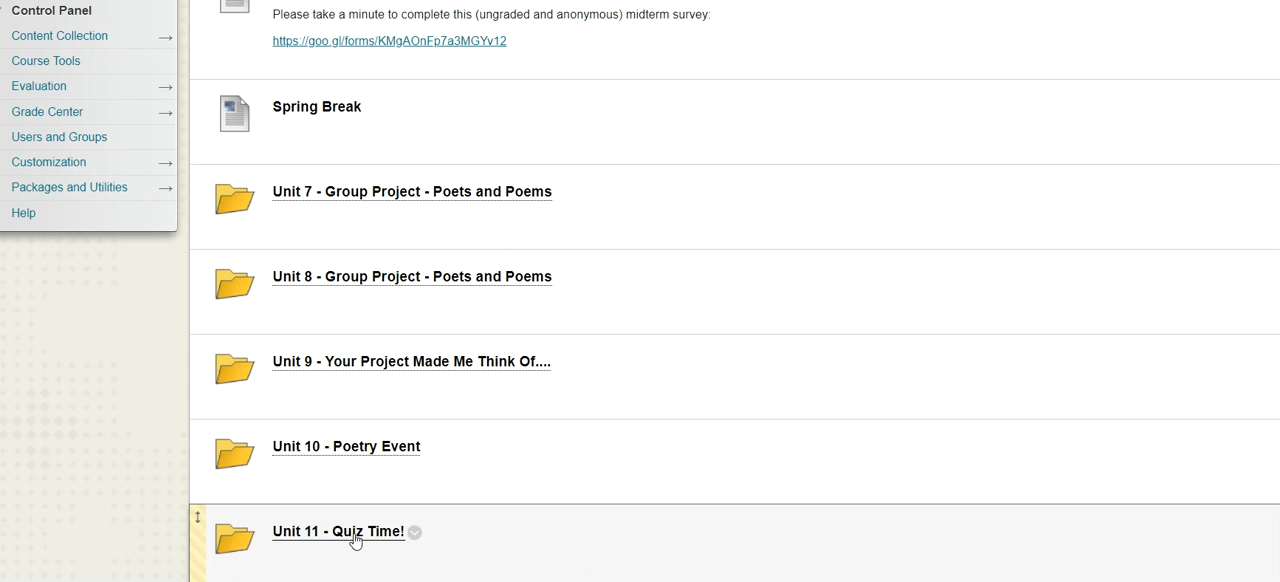 Control Panel
Content Collection
Course Tools
Evaluation
Grade Center
Users and Groups
Customization
Packages and Utilities
Help
Please take a minute to complete this (ungraded and anonymous) midterm survey:
https://goo.gl/forms/KMgAOnFp7a3MGYv12
Spring Break
Unit 7 - Group Project - Poets and Poems
Unit 8 - Group Project - Poets and Poems
Unit 9 - Your Project Made Me Think Of....
Unit 10 - Poetry Event
Unit 11 - Quiz Time!